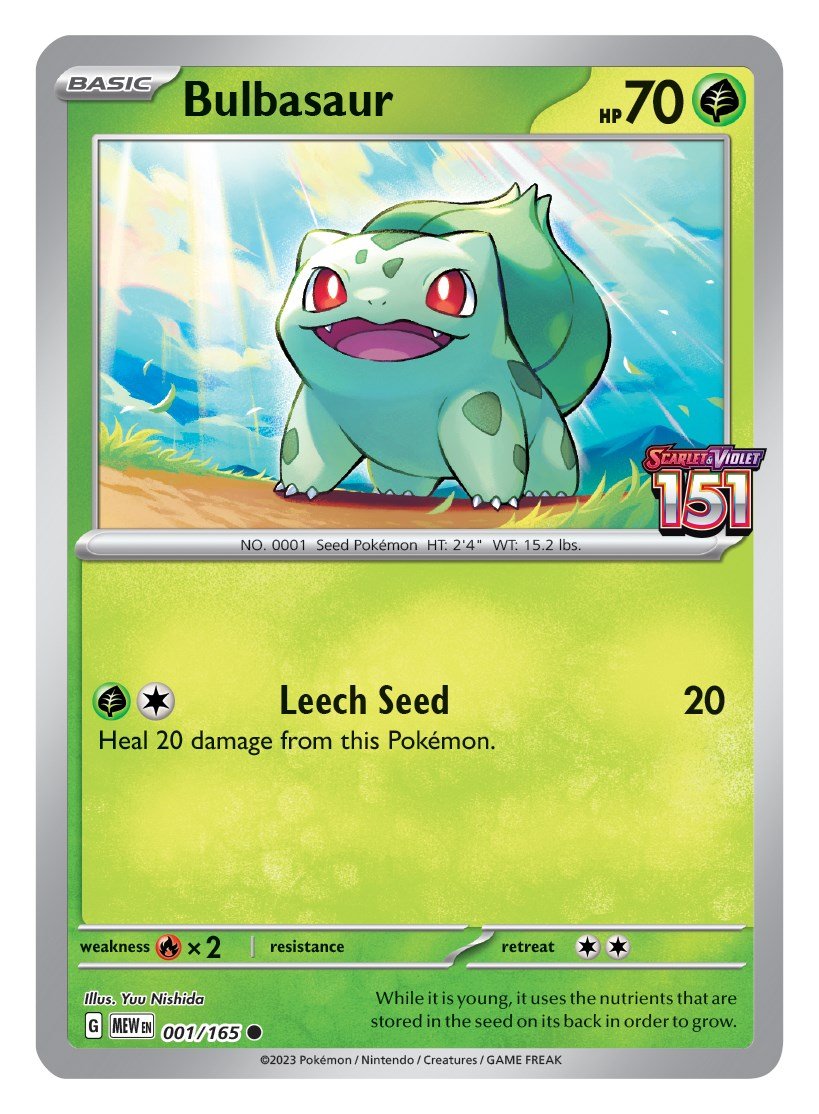 BASIC
Bulbasaur
HP 70
SCARLET & VIOLET
151
NO. 0001 Seed Pokémon HT: 2'4" WT: 15.2 lbs.
Leech Seed 20
Heal 20 damage from this Pokémon.
weakness × 2 resistance retreat
Illus. Yuu Nishida
While it is young, it uses the nutrients that are
stored in the seed on its back in order to grow.
G MEW EN 001/165
©2023 Pokémon / Nintendo / Creatures / GAME FREAK